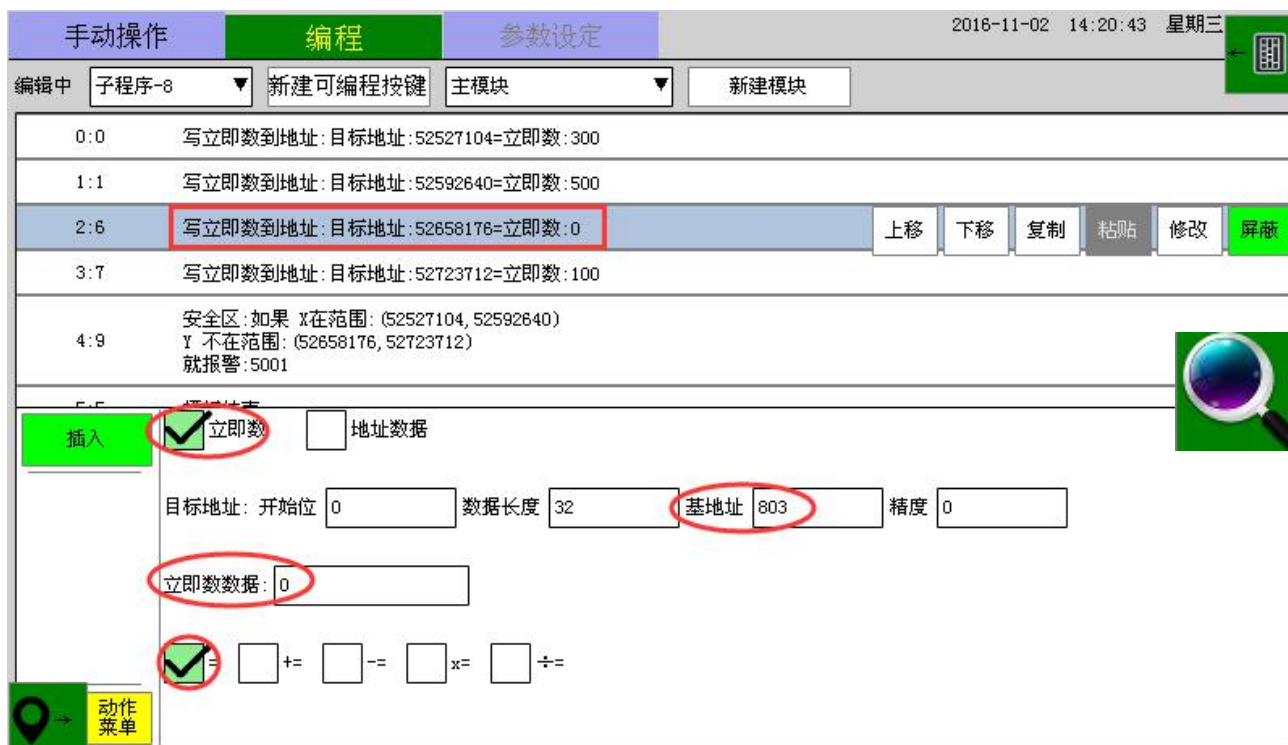 手动操作 编程 参数设定 2016-11-02 14:20:43 星期三
←
编辑中 子程序-8 ▼ 新建可编程按键 主模块 ▼ 新建模块
0:0 写立即数到地址:目标地址:52527104=立即数:300
1:1 写立即数到地址:目标地址:52592640=立即数:500
2:6 写立即数到地址:目标地址:52658176=立即数:0 上移 下移 复制 粘贴 修改 屏蔽
3:7 写立即数到地址:目标地址:52723712=立即数:100
安全区:如果 X在范围:(52527104,52592640)
4:9 Y 不在范围:(52658176,52723712)
就报警:5001
插入 立即数 地址数据
目标地址: 开始位 0 数据长度 32 基地址 803 精度 0
立即数数据: 0
= += -= x= ÷=
→ 动作
菜单